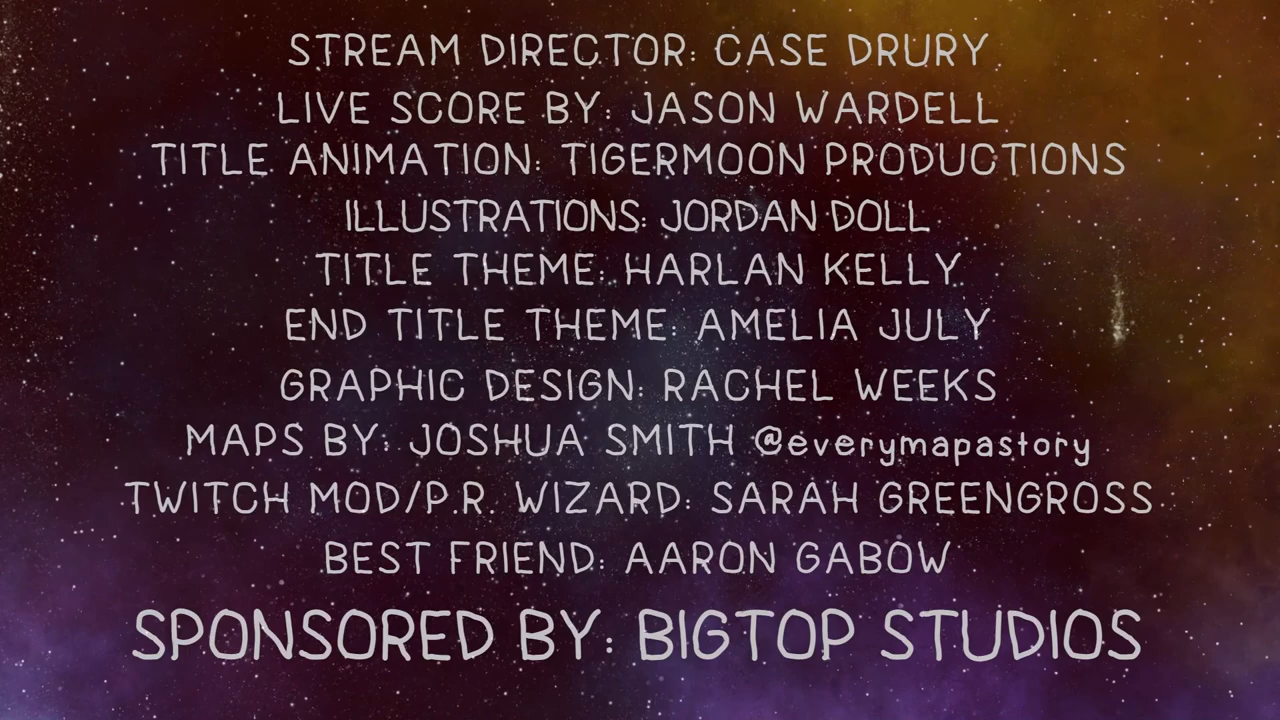 STREAM DIRECTOR: CASE DRURY
LIVE SCORE BY: JASON WARDELL
TITLE ANIMATION: TIGERMOON PRODUCTIONS
ILLUSTRATIONS: JORDAN DOLL
TITLE THEME: HARLAN KELLY
END TITLE THEME: AMELIA JULY
GRAPHIC DESIGN: RACHEL WEEKS
MAPS BY: JOSHUA SMITH @everymapastory
TWITCH MOD/P.R. WIZARD: SARAH GREENGROSS
BEST FRIEND: AARON GABOW
SPONSORED BY: BIGTOP STUDIOS